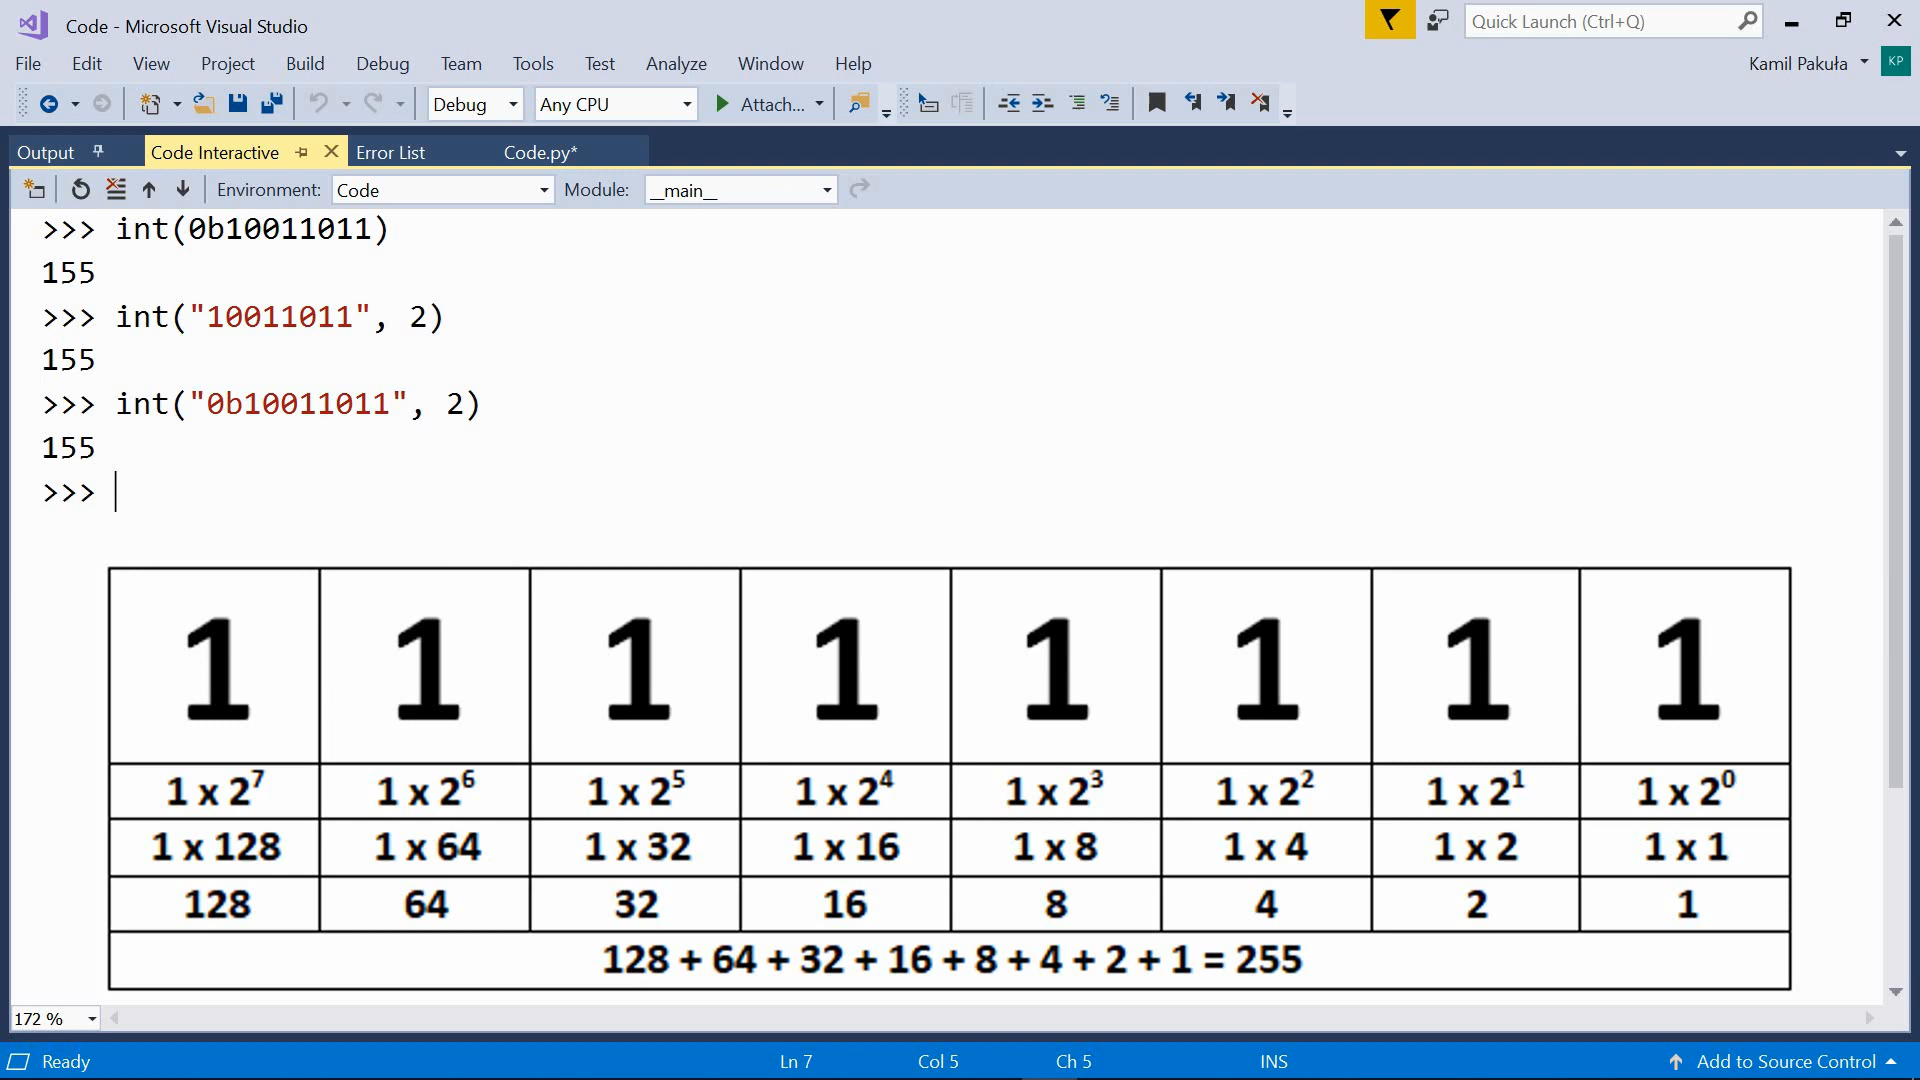 Code - Microsoft Visual Studio
Quick Launch (Ctrl+Q)
File Edit View Project Build Debug Team Tools Test Analyze Window Help
Kamil Pakuła KP
Debug Any CPU Attach...
Output Code Interactive Error List Code.py*
Environment: Code Module: __main__
>>> int(0b10011011)
155
>>> int("10011011", 2)
155
>>> int("0b10011011", 2)
155
>>>
1 1 1 1 1 1 1 1
1 x 2⁷ 1 x 2⁶ 1 x 2⁵ 1 x 2⁴ 1 x 2³ 1 x 2² 1 x 2¹ 1 x 2⁰
1 x 128 1 x 64 1 x 32 1 x 16 1 x 8 1 x 4 1 x 2 1 x 1
128 64 32 16 8 4 2 1
128 + 64 + 32 + 16 + 8 + 4 + 2 + 1 = 255
172 %
Ready Ln 7 Col 5 Ch 5 INS Add to Source Control